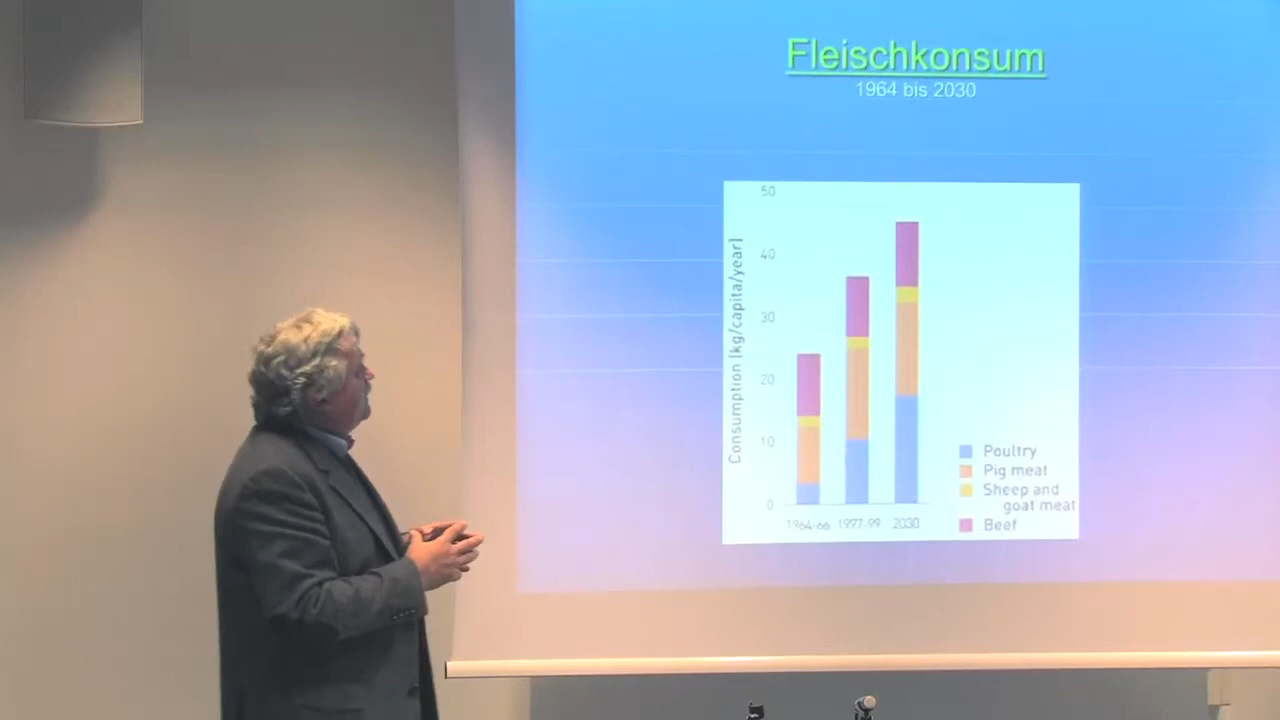 Fleischkonsum
1964 bis 2030
50
40
30
20
10
0
Consumption [kg/capita/year]
1964-66 1997-99 2030
Poultry
Pig meat
Sheep and
goat meat
Beef